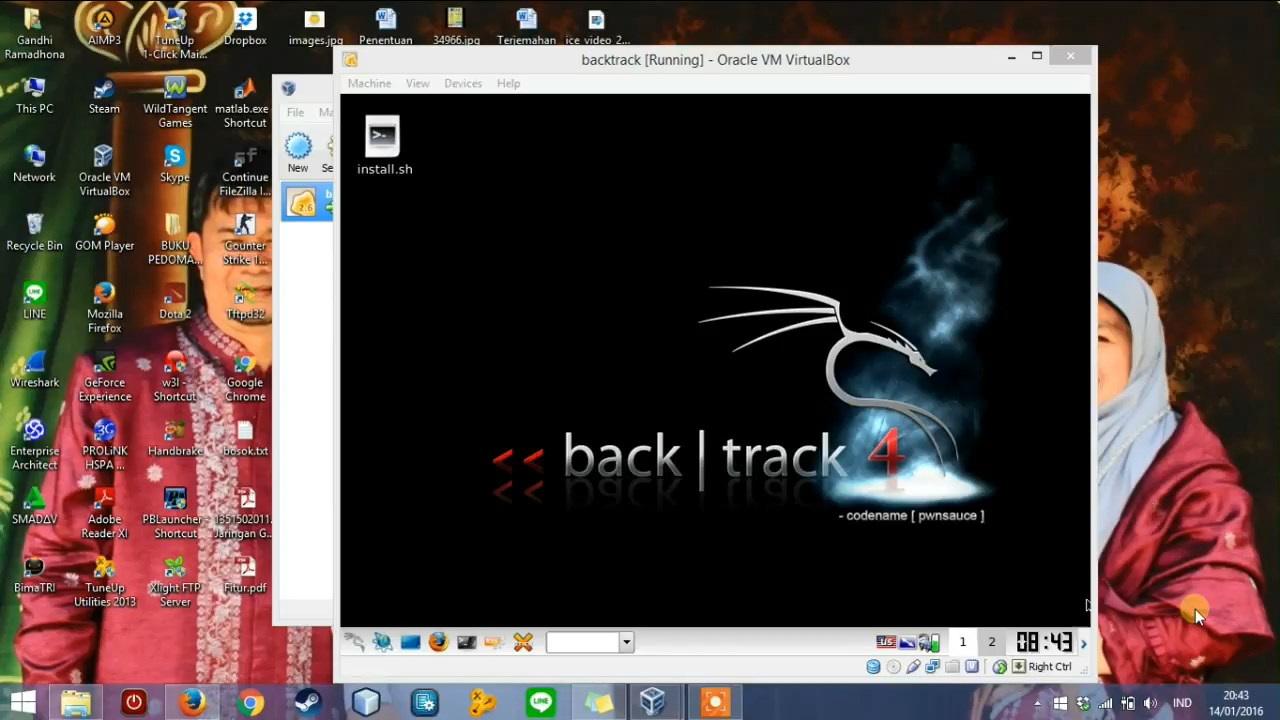 Gandhi
Ramadhona
AIMP3
TuneUp
1-Click Mai...
Dropbox
images.jpg
Penentuan
34966.jpg
Terjemahan
ice_video_2...
This PC
Steam
WildTangent
Games
matlab.exe -
Shortcut
Network
Oracle VM
VirtualBox
Skype
Continue
FileZilla I...
Recycle Bin
GOM Player
BUKU
PEDOMA...
Counter
Strike 1...
LINE
Mozilla
Firefox
Dota 2
Tftpd32
Wireshark
GeForce
Experience
w3l -
Shortcut
Google
Chrome
Enterprise
Architect
PROLiNK
HSPA ...
Handbrake
bosok.txt
SMADAV
Adobe
Reader XI
PBLauncher -
Shortcut
1351502011...
Jaringan G...
BimaTRI
TuneUp
Utilities 2013
Xlight FTP
Server
Fitur.pdf
File
New
backtrack [Running] - Oracle VM VirtualBox
Machine View Devices Help
install.sh
<< back | track 4
- codename [ pwnsauce ]
1 2 08:43
Right Ctrl
IND
20:43
14/01/2016